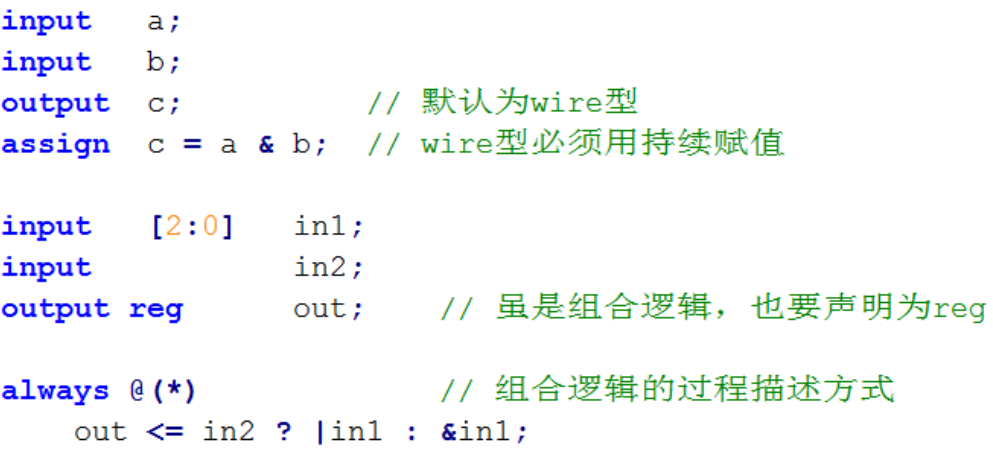 input   a;
input   b;
output  c;          // 默认为wire型
assign  c = a & b;  // wire型必须用持续赋值
input   [2:0]   in1;
input           in2;
output reg      out;    // 虽是组合逻辑，也要声明为reg
always @(*)             // 组合逻辑的过程描述方式
    out <= in2 ? |in1 : &in1;